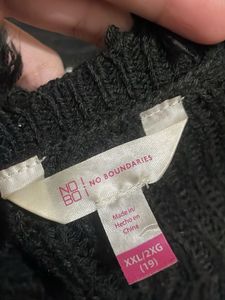 NO
BO
NO BOUNDARIES
Made in
Hecho en
China
XXL/2XG
(19)